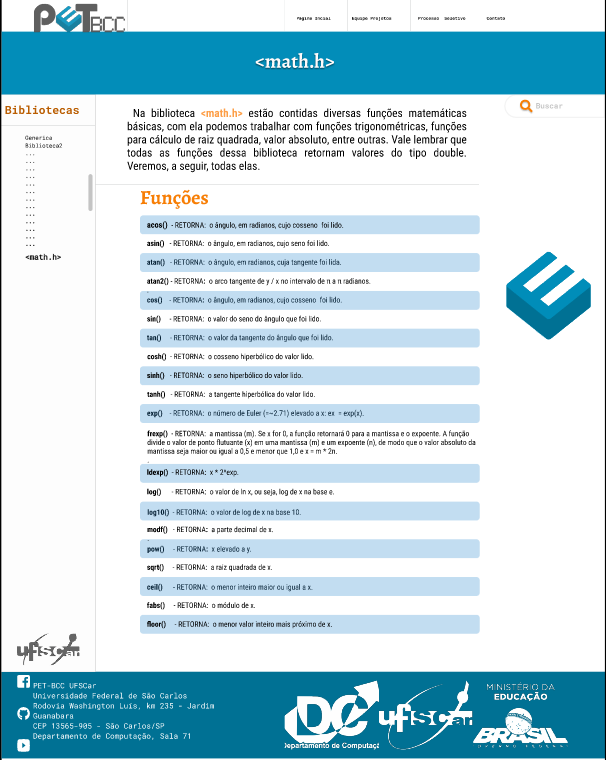 PET BCC
Página Inicial
Equipe Projetos
Processo Seletivo
Contato
<math.h>
Bibliotecas
Buscar
Na biblioteca <math.h> estão contidas diversas funções matemáticas
básicas, com ela podemos trabalhar com funções trigonométricas, funções
para cálculo de raiz quadrada, valor absoluto, entre outras. Vale lembrar que
todas as funções dessa biblioteca retornam valores do tipo double.
Veremos, a seguir, todas elas.
Generica
Biblioteca2
...
...
...
...
...
...
...
...
...
...
...
...
...
<math.h>
Funções
acos() - RETORNA: o ângulo, em radianos, cujo cosseno foi lido.
asin() - RETORNA: o ângulo, em radianos, cujo seno foi lido.
atan() - RETORNA: o ângulo, em radianos, cuja tangente foi lida.
atan2() - RETORNA: o arco tangente de y / x no intervalo de π a π radianos.
cos() - RETORNA: o ângulo, em radianos, cujo cosseno foi lido.
sin() - RETORNA: o valor do seno do ângulo que foi lido.
tan() - RETORNA: o valor da tangente do ângulo que foi lido.
cosh() - RETORNA: o cosseno hiperbólico do valor lido.
sinh() - RETORNA: o seno hiperbólico do valor lido.
tanh() - RETORNA: a tangente hiperbólica do valor lido.
exp() - RETORNA: o número de Euler (=~2.71) elevado a x: ex = exp(x).
frexp() - RETORNA: a mantissa (m). Se x for 0, a função retornará 0 para a mantissa e o expoente. A função
divide o valor de ponto flutuante (x) em uma mantissa (m) e um expoente (n), de modo que o valor absoluto da
mantissa seja maior ou igual a 0,5 e menor que 1,0 e x = m * 2n.
ldexp() - RETORNA: x * 2^exp.
log() - RETORNA: o valor de ln x, ou seja, log de x na base e.
log10() - RETORNA: o valor de log de x na base 10.
modf() - RETORNA: a parte decimal de x.
pow() - RETORNA: x elevado a y.
sqrt() - RETORNA: a raiz quadrada de x.
ceil() - RETORNA: o menor inteiro maior ou igual a x.
fabs() - RETORNA: o módulo de x.
floor() - RETORNA: o menor valor inteiro mais próximo de x.
ufscar
PET-BCC UFSCar
Universidade Federal de São Carlos
Rodovia Washington Luís, km 235 - Jardim
Guanabara
CEP 13565-905 - São Carlos/SP
Departamento de Computação, Sala 71
DC
Departamento de Computaçã
ufscar
MINISTÉRIO DA
EDUCAÇÃO
BRASIL
GOVERNO FEDERAL